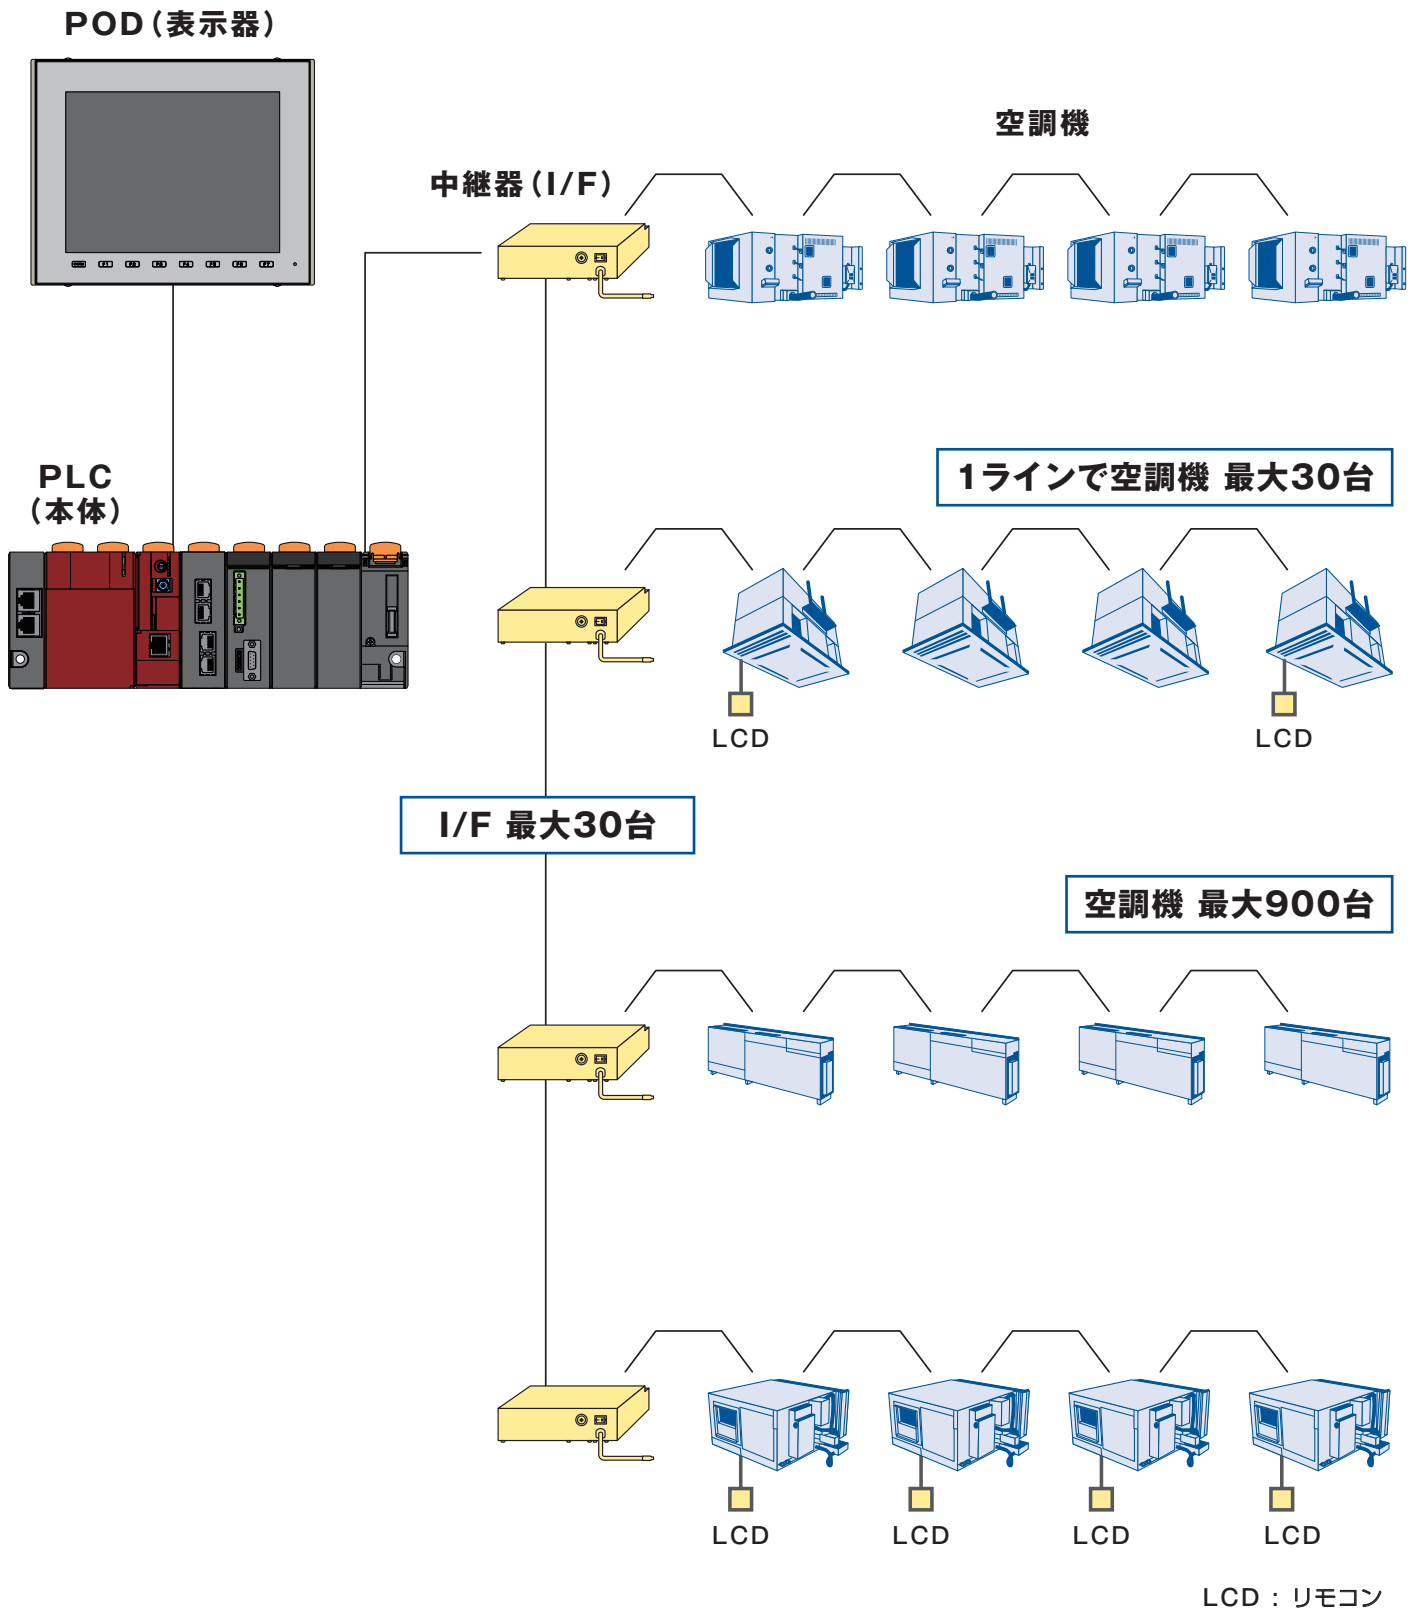 POD（表示器）
空調機
中継器（I/F）
PLC
（本体）
1ラインで空調機 最大30台
LCD
LCD
I/F 最大30台
空調機 最大900台
LCD
LCD
LCD
LCD
LCD : リモコン